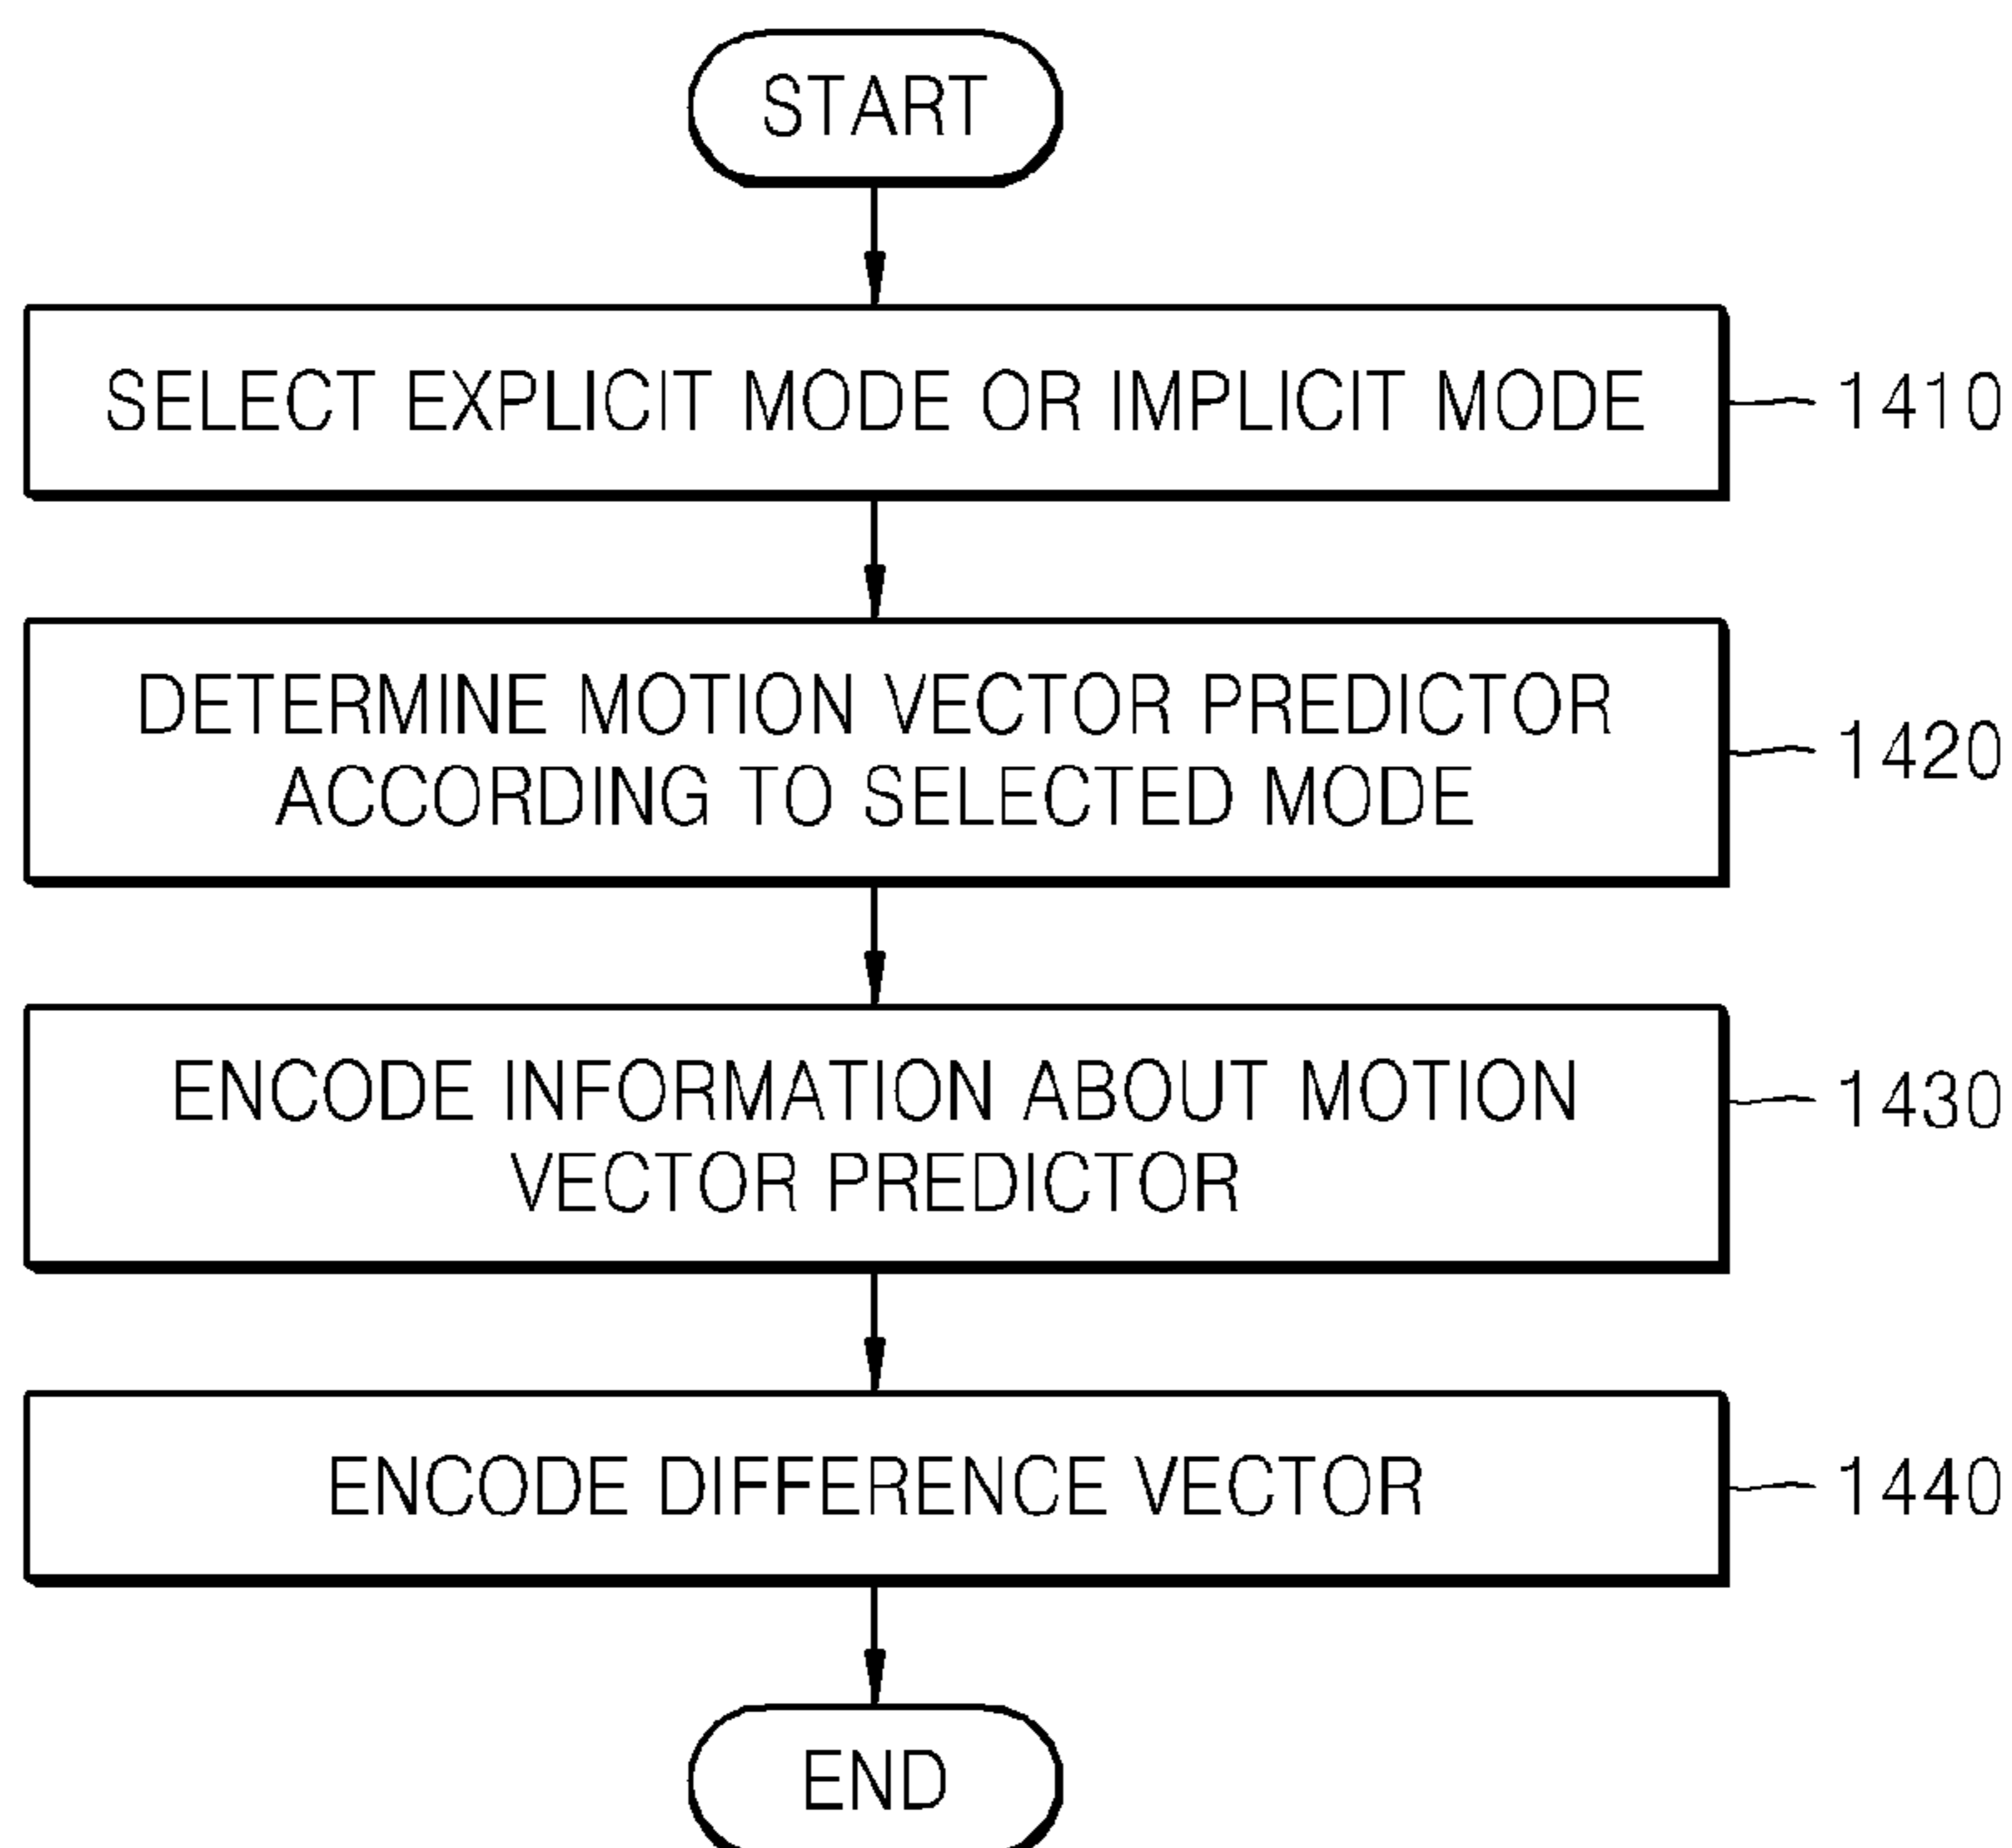 START
SELECT EXPLICIT MODE OR IMPLICIT MODE
1410
DETERMINE MOTION VECTOR PREDICTOR
ACCORDING TO SELECTED MODE
1420
ENCODE INFORMATION ABOUT MOTION
VECTOR PREDICTOR
1430
ENCODE DIFFERENCE VECTOR
1440
END